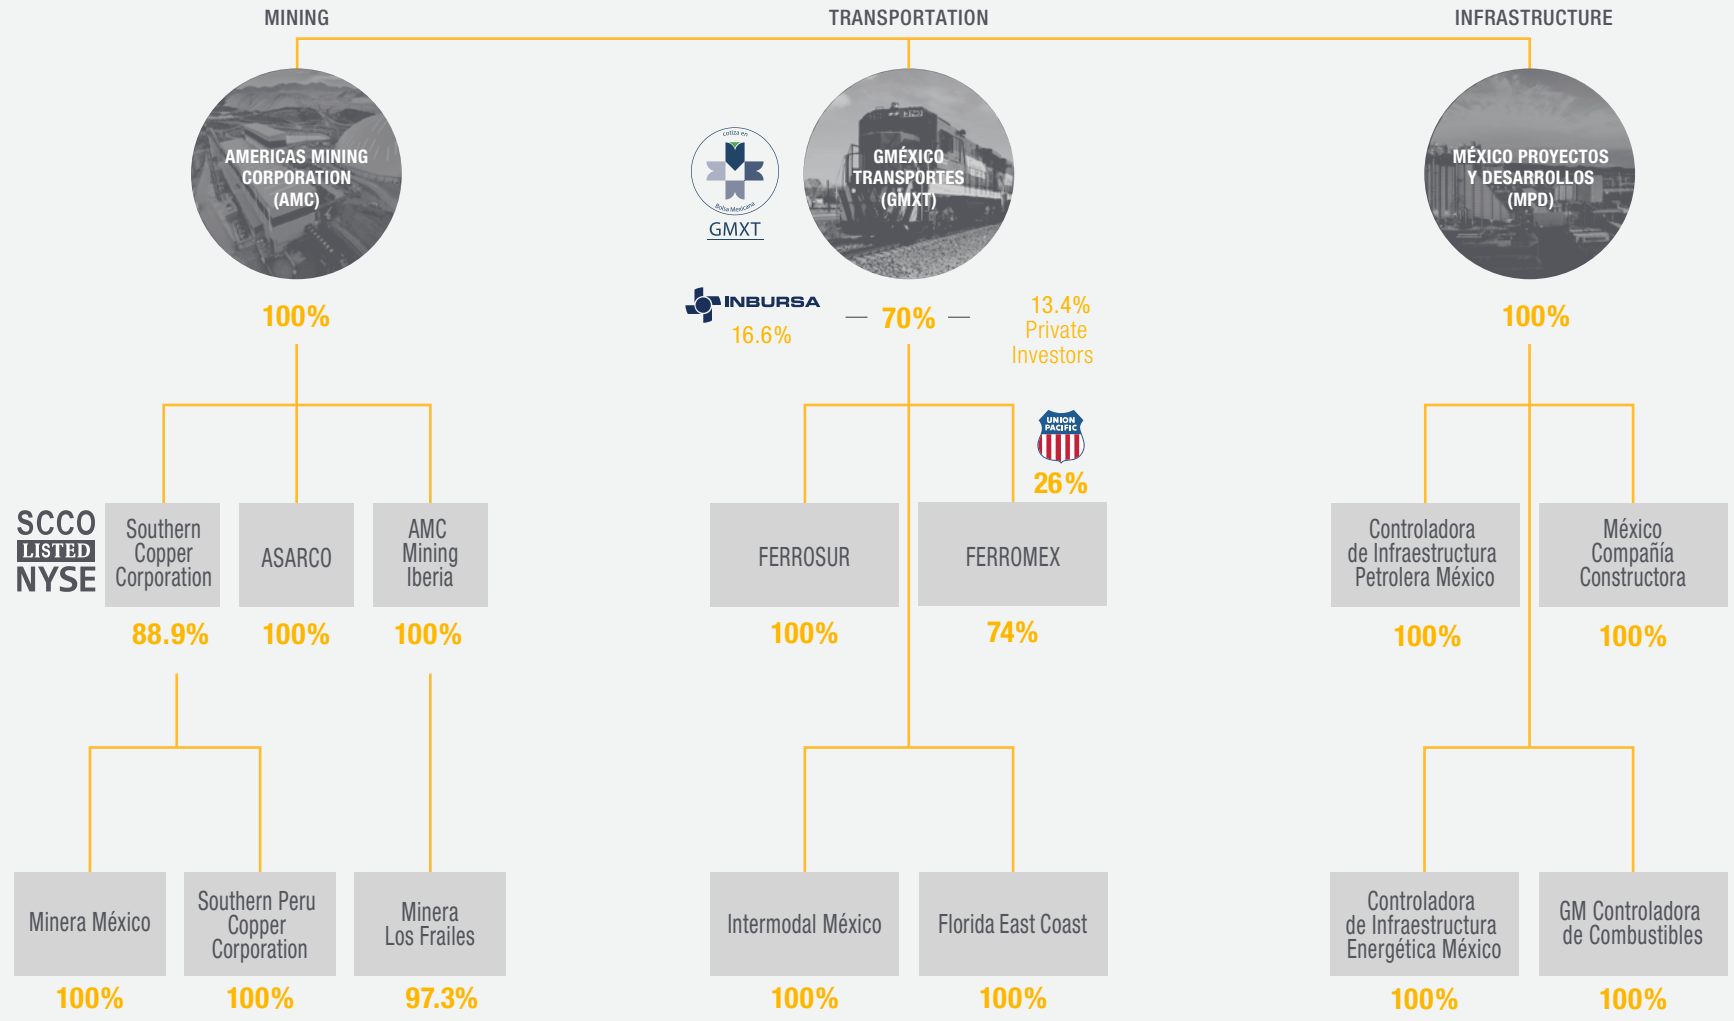 MINING
TRANSPORTATION
INFRASTRUCTURE
AMERICAS MINING
CORPORATION
(AMC)
cotiza en
Bolsa Mexicana
GMXT
GMÉXICO
TRANSPORTES
(GMXT)
MÉXICO PROYECTOS
Y DESARROLLOS
(MPD)
100%
INBURSA
16.6%
70%
13.4%
Private
Investors
100%
UNION
PACIFIC
26%
SCCO
LISTED
NYSE
Southern
Copper
Corporation
ASARCO
AMC
Mining
Iberia
FERROSUR
FERROMEX
Controladora
de Infraestructura
Petrolera México
México
Compañía
Constructora
88.9%
100%
100%
100%
74%
100%
100%
Minera México
Southern Peru
Copper
Corporation
Minera
Los Frailes
Intermodal México
Florida East Coast
Controladora
de Infraestructura
Energética México
GM Controladora
de Combustibles
100%
100%
97.3%
100%
100%
100%
100%